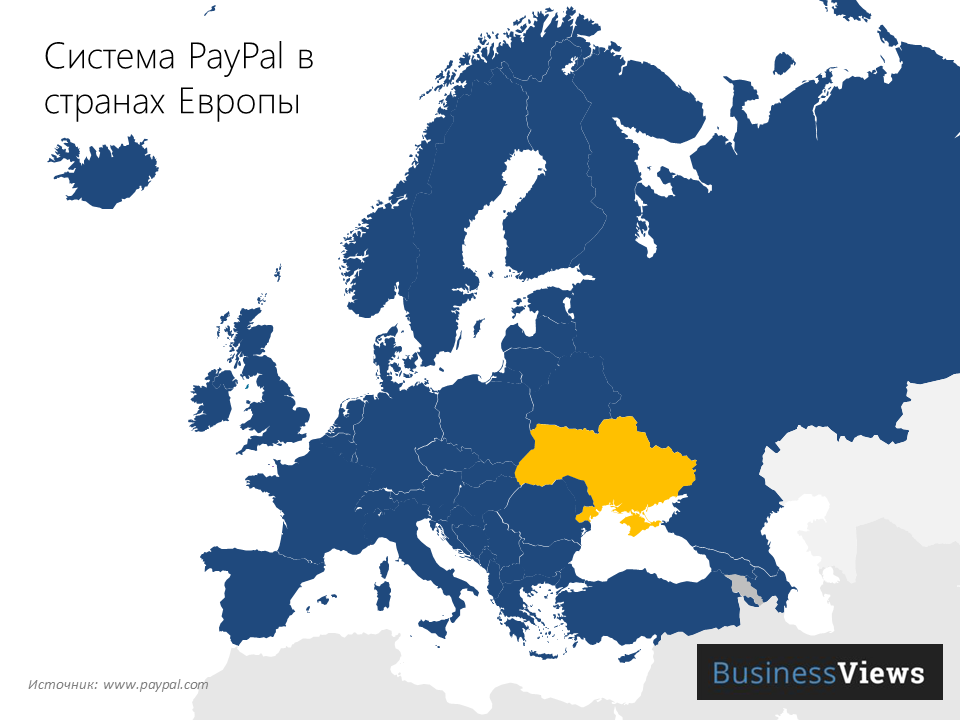 Система PayPal в
странах Европы
Источник: www.paypal.com
BusinessViews